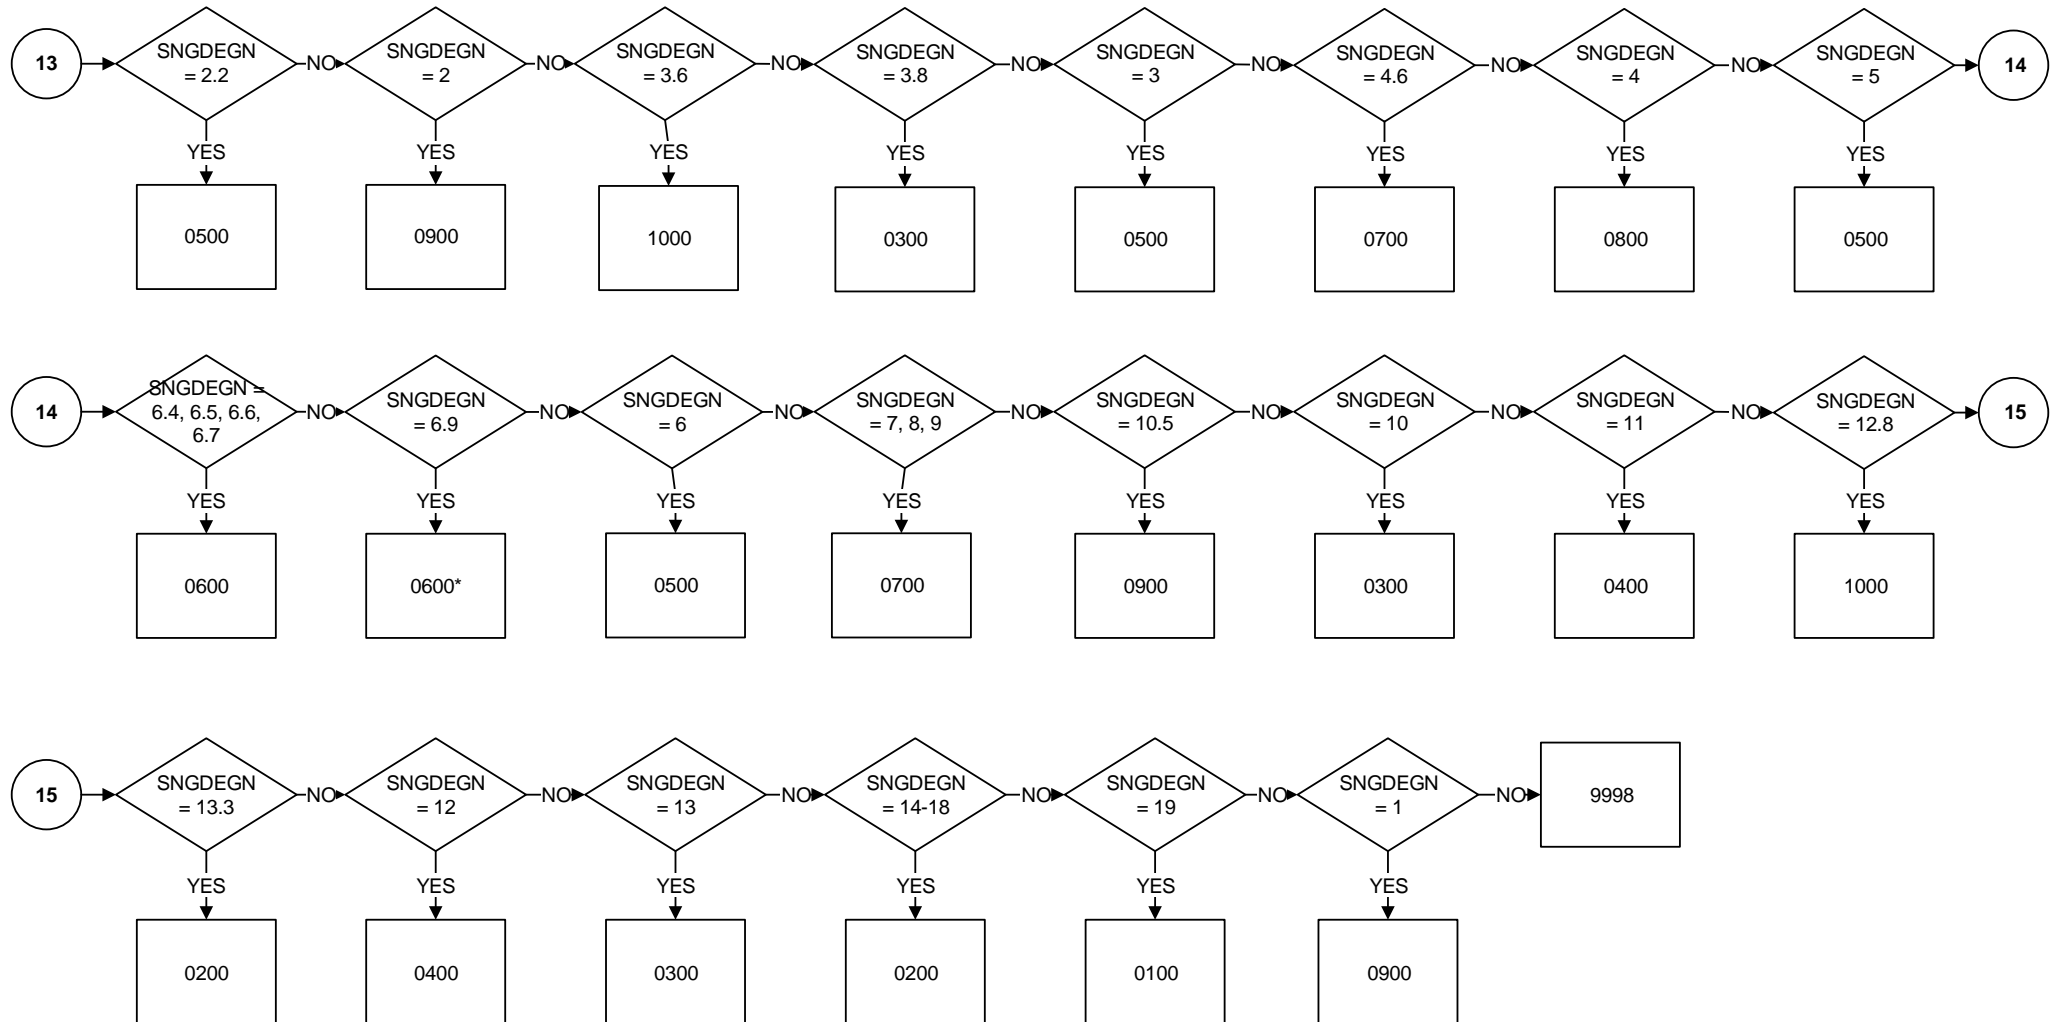 13
SNGDEGN
= 2.2
NO
SNGDEGN
= 2
NO
SNGDEGN
= 3.6
NO
SNGDEGN
= 3.8
NO
SNGDEGN
= 3
NO
SNGDEGN
= 4.6
NO
SNGDEGN
= 4
NO
SNGDEGN
= 5
14
YES
YES
YES
YES
YES
YES
YES
YES
0500
0900
1000
0300
0500
0700
0800
0500
14
SNGDEGN =
6.4, 6.5, 6.6,
6.7
NO
SNGDEGN
= 6.9
NO
SNGDEGN
= 6
NO
SNGDEGN
= 7, 8, 9
NO
SNGDEGN
= 10.5
NO
SNGDEGN
= 10
NO
SNGDEGN
= 11
NO
SNGDEGN
= 12.8
15
YES
YES
YES
YES
YES
YES
YES
YES
0600
0600*
0500
0700
0900
0300
0400
1000
15
SNGDEGN
= 13.3
NO
SNGDEGN
= 12
NO
SNGDEGN
= 13
NO
SNGDEGN
= 14-18
NO
SNGDEGN
= 19
NO
SNGDEGN
= 1
NO
9998
YES
YES
YES
YES
YES
YES
0200
0400
0300
0200
0100
0900